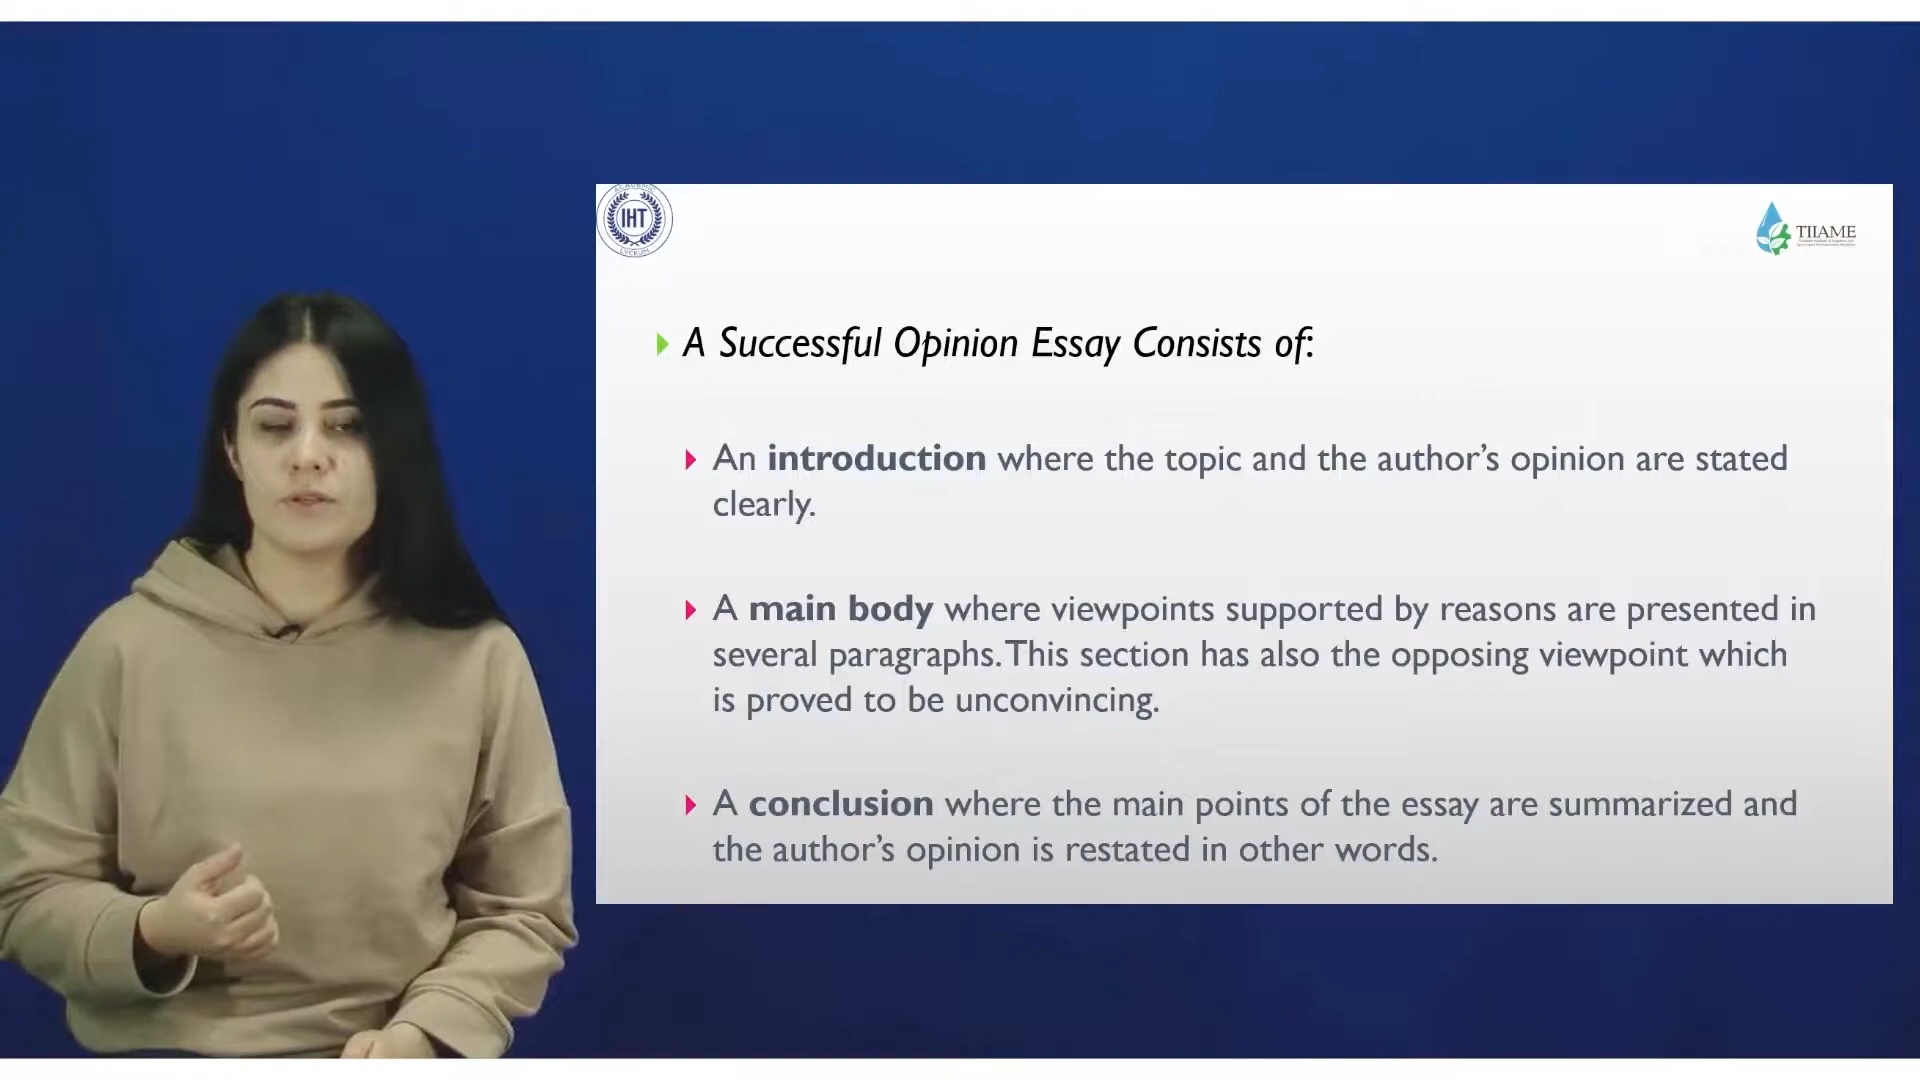 ACADEMIC
IHT
LYCEUM
TIIAME
A Successful Opinion Essay Consists of:
An introduction where the topic and the author’s opinion are stated
clearly.
A main body where viewpoints supported by reasons are presented in
several paragraphs. This section has also the opposing viewpoint which
is proved to be unconvincing.
A conclusion where the main points of the essay are summarized and
the author’s opinion is restated in other words.